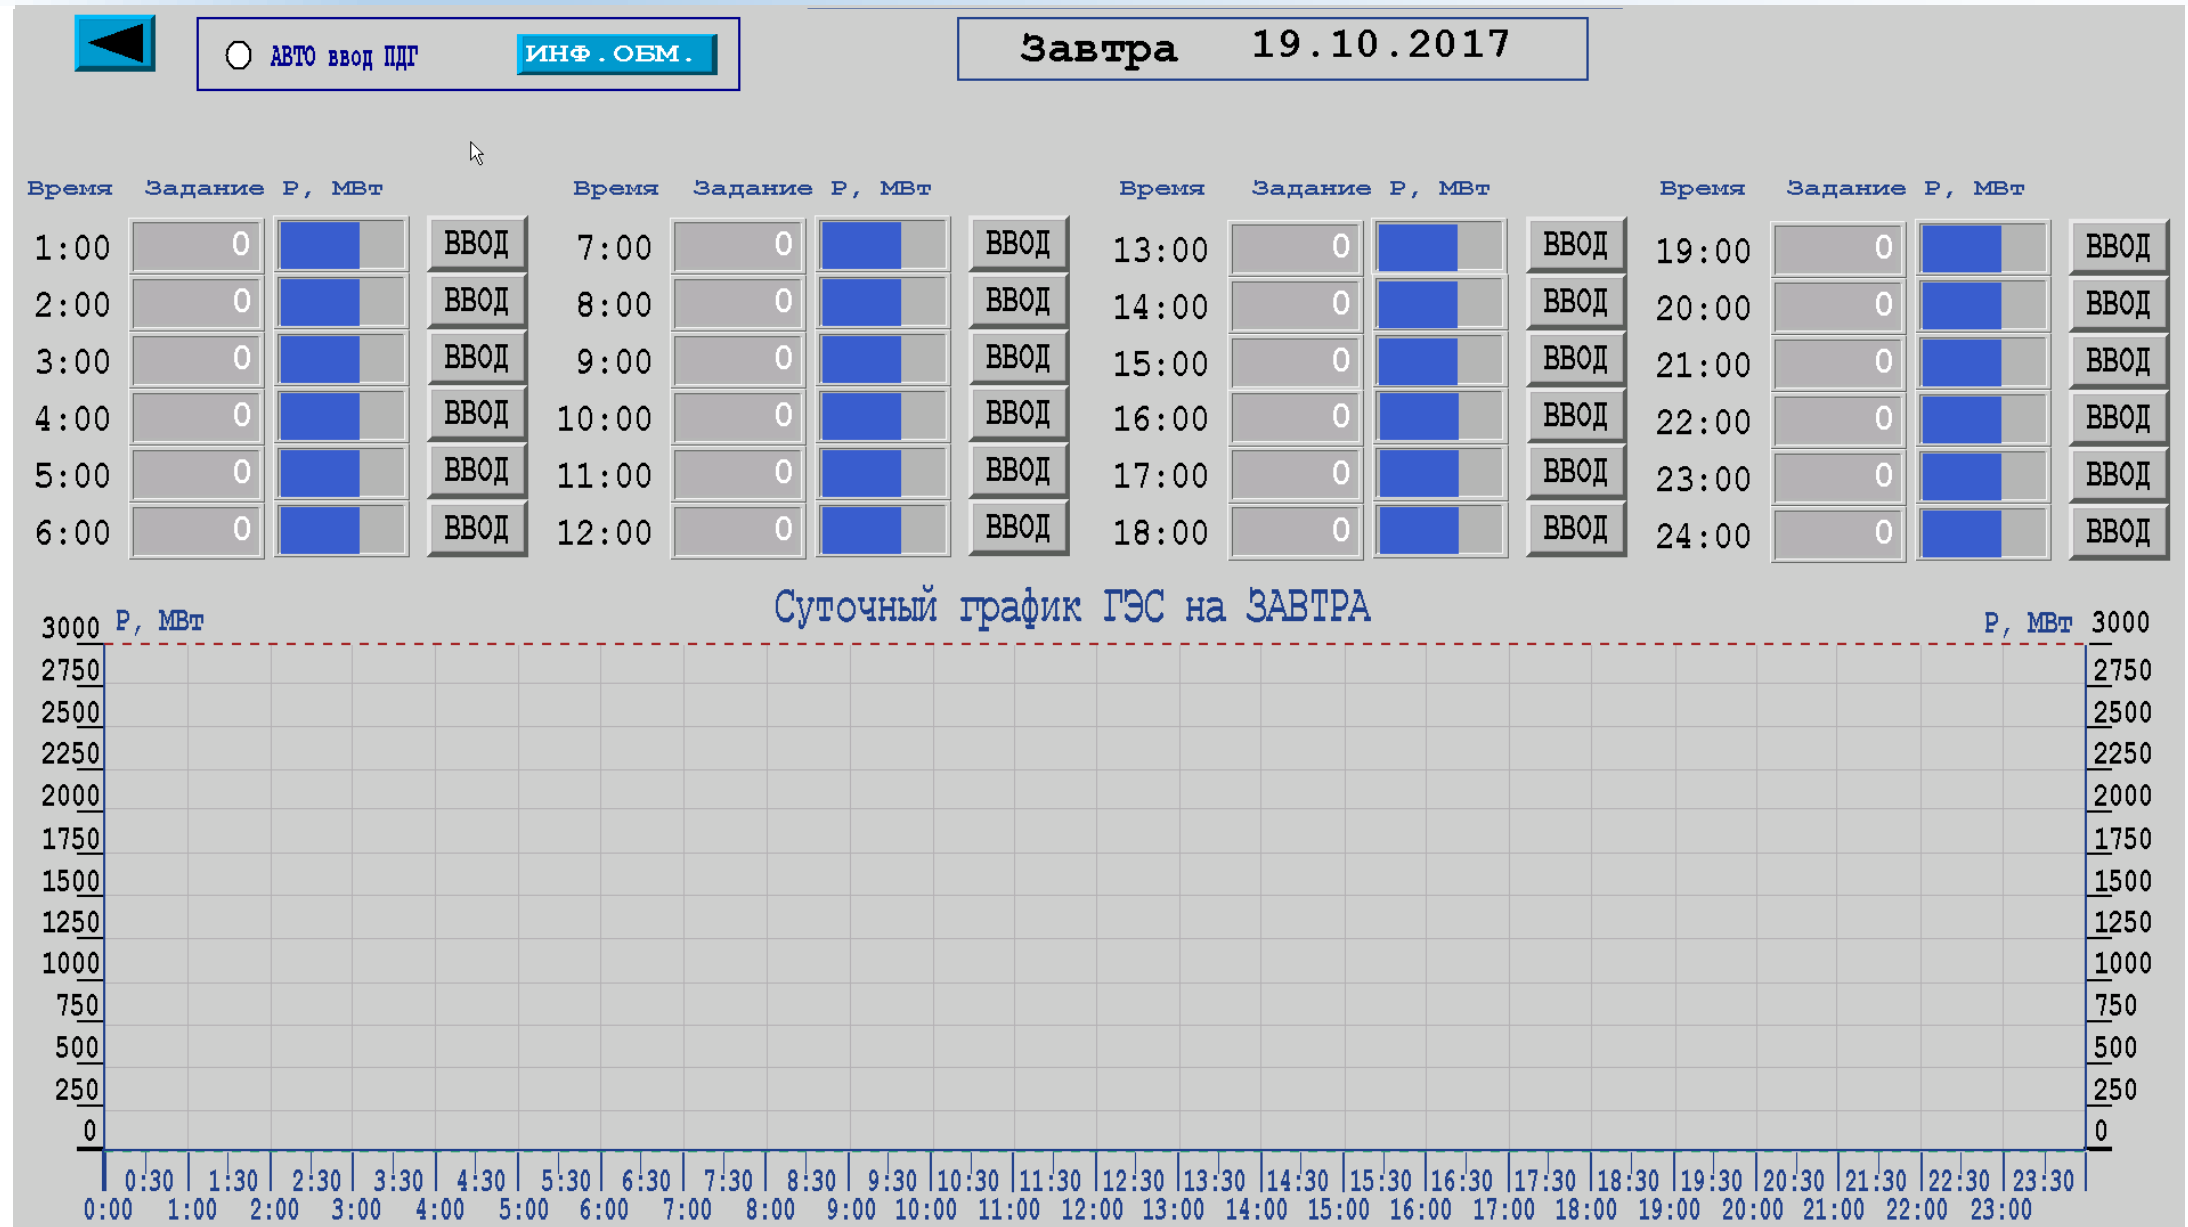 АВТО ввод ПДГ ИНФ.ОБМ. Завтра 19.10.2017
Время Задание Р, МВт Время Задание Р, МВт Время Задание Р, МВт Время Задание Р, МВт
1:00 0 ВВОД 7:00 0 ВВОД 13:00 0 ВВОД 19:00 0 ВВОД
2:00 0 ВВОД 8:00 0 ВВОД 14:00 0 ВВОД 20:00 0 ВВОД
3:00 0 ВВОД 9:00 0 ВВОД 15:00 0 ВВОД 21:00 0 ВВОД
4:00 0 ВВОД 10:00 0 ВВОД 16:00 0 ВВОД 22:00 0 ВВОД
5:00 0 ВВОД 11:00 0 ВВОД 17:00 0 ВВОД 23:00 0 ВВОД
6:00 0 ВВОД 12:00 0 ВВОД 18:00 0 ВВОД 24:00 0 ВВОД
Суточный график ГЭС на ЗАВТРА
3000 Р, МВт Р, МВт 3000
2750 2750
2500 2500
2250 2250
2000 2000
1750 1750
1500 1500
1250 1250
1000 1000
750 750
500 500
250 250
0 0
0:30 1:30 2:30 3:30 4:30 5:30 6:30 7:30 8:30 9:30 10:30 11:30 12:30 13:30 14:30 15:30 16:30 17:30 18:30 19:30 20:30 21:30 22:30 23:30
0:00 1:00 2:00 3:00 4:00 5:00 6:00 7:00 8:00 9:00 10:00 11:00 12:00 13:00 14:00 15:00 16:00 17:00 18:00 19:00 20:00 21:00 22:00 23:00